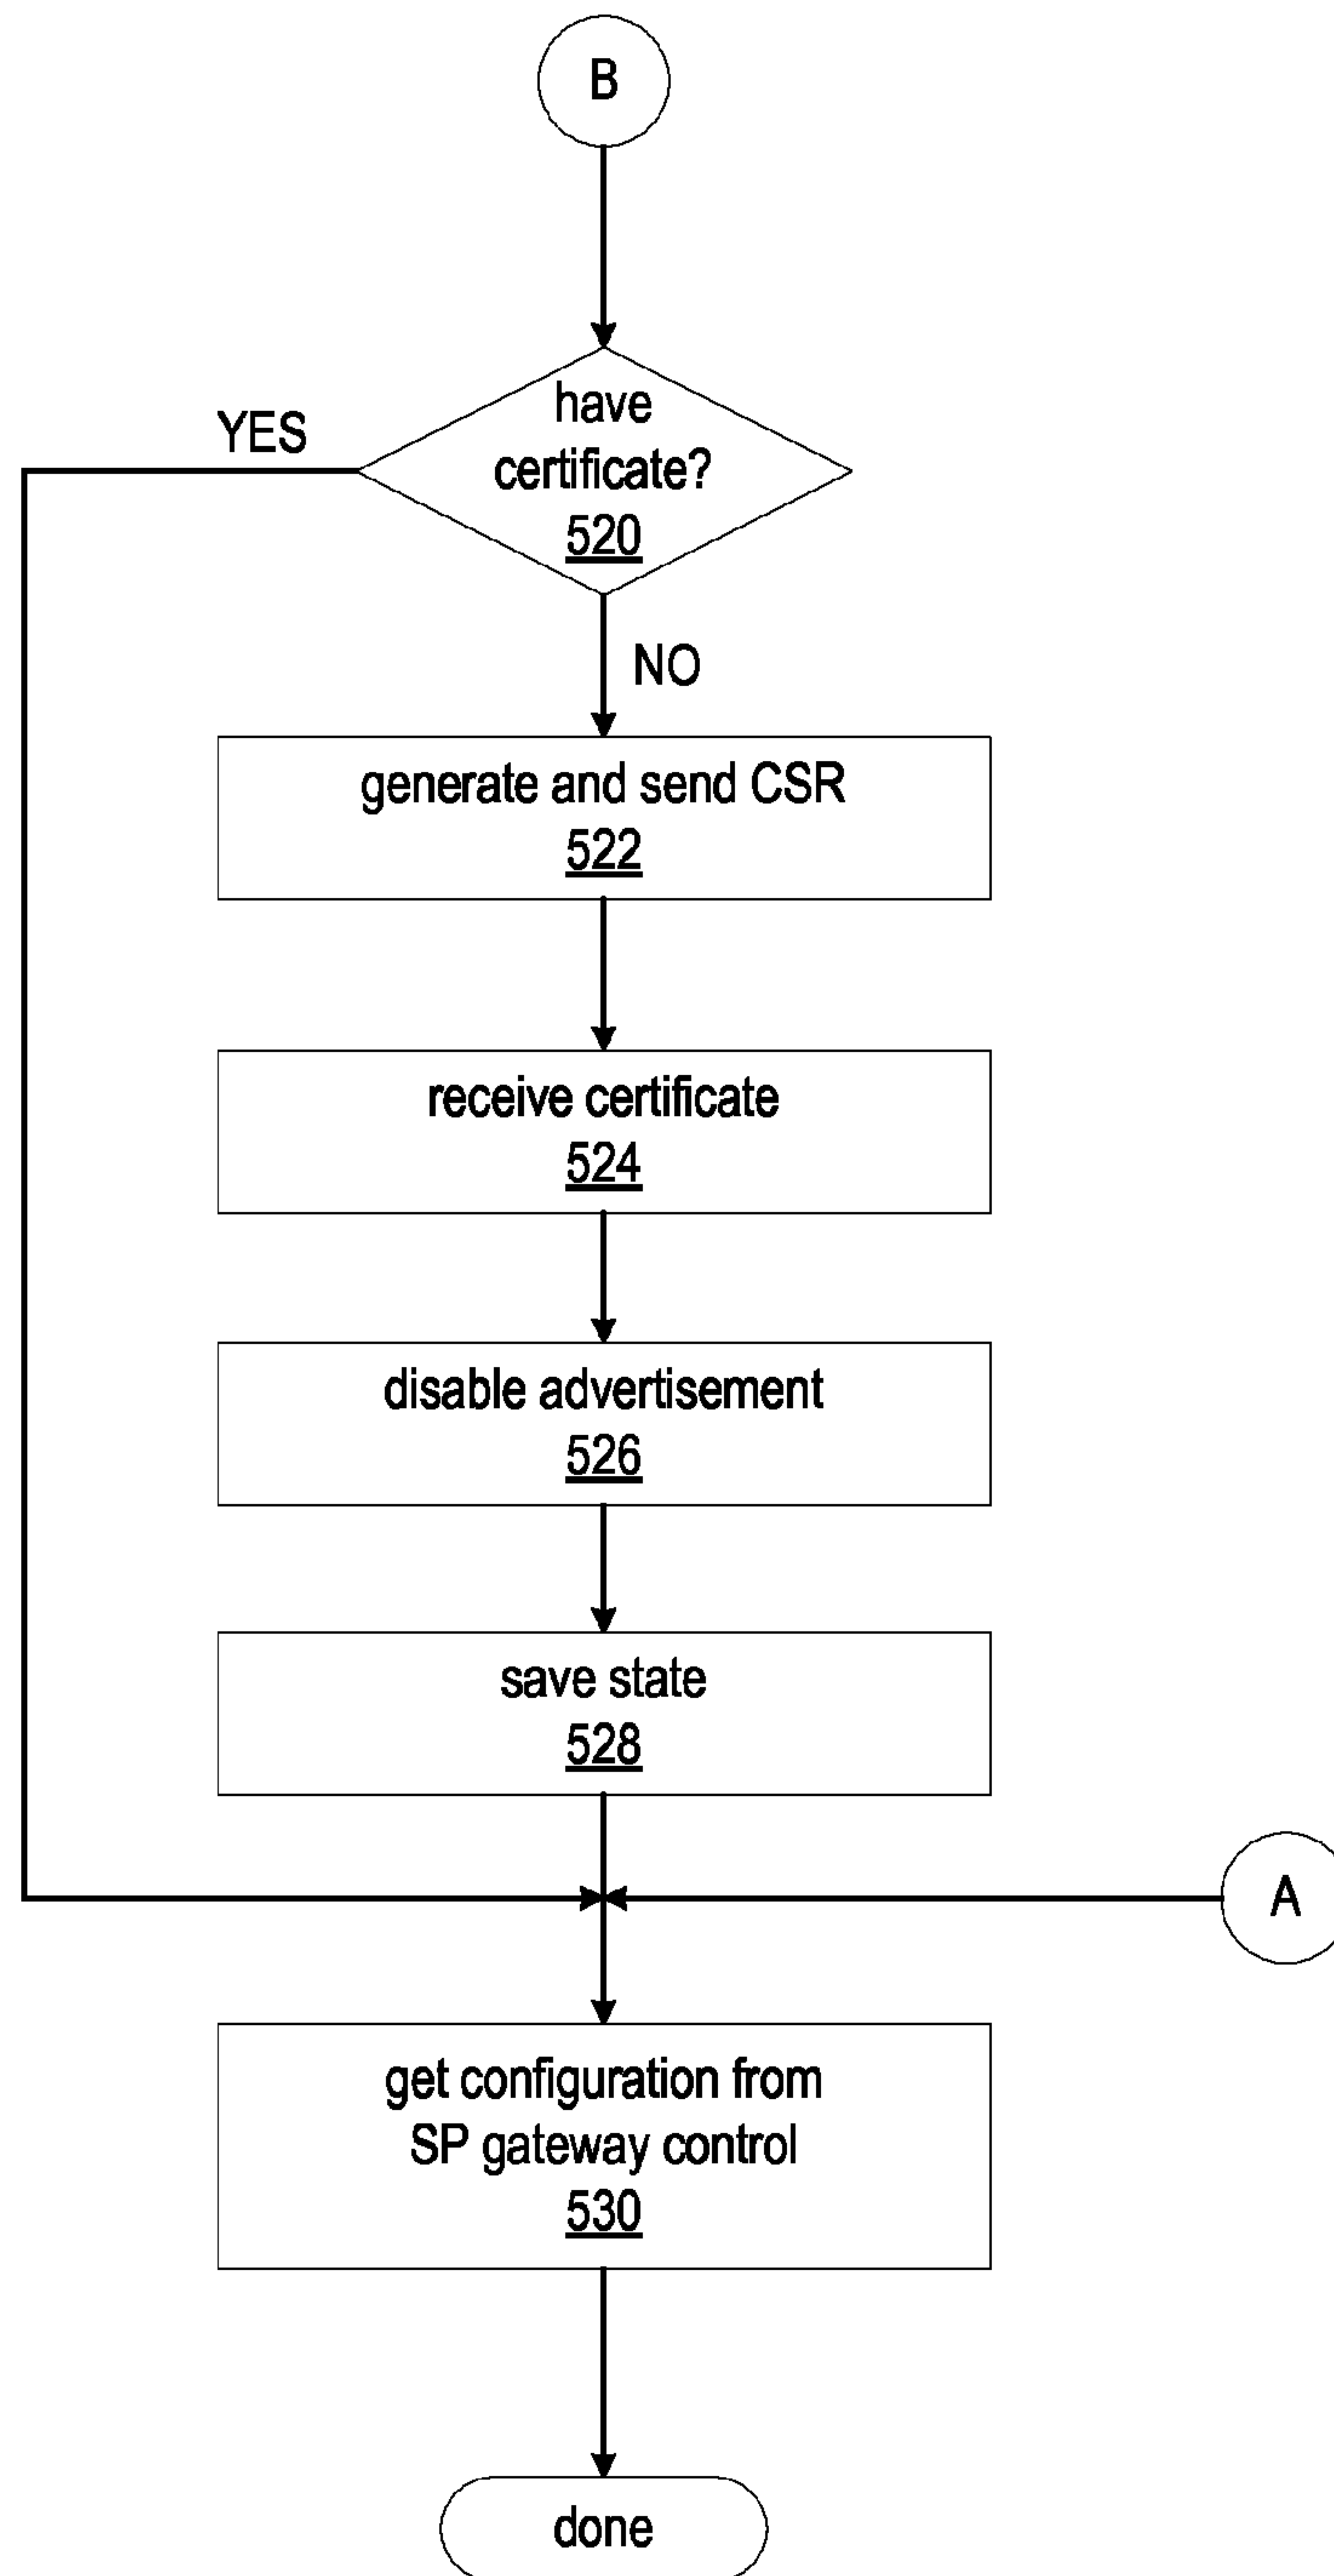 B
have
certificate?
520
YES
NO
generate and send CSR
522
receive certificate
524
disable advertisement
526
save state
528
A
get configuration from
SP gateway control
530
done